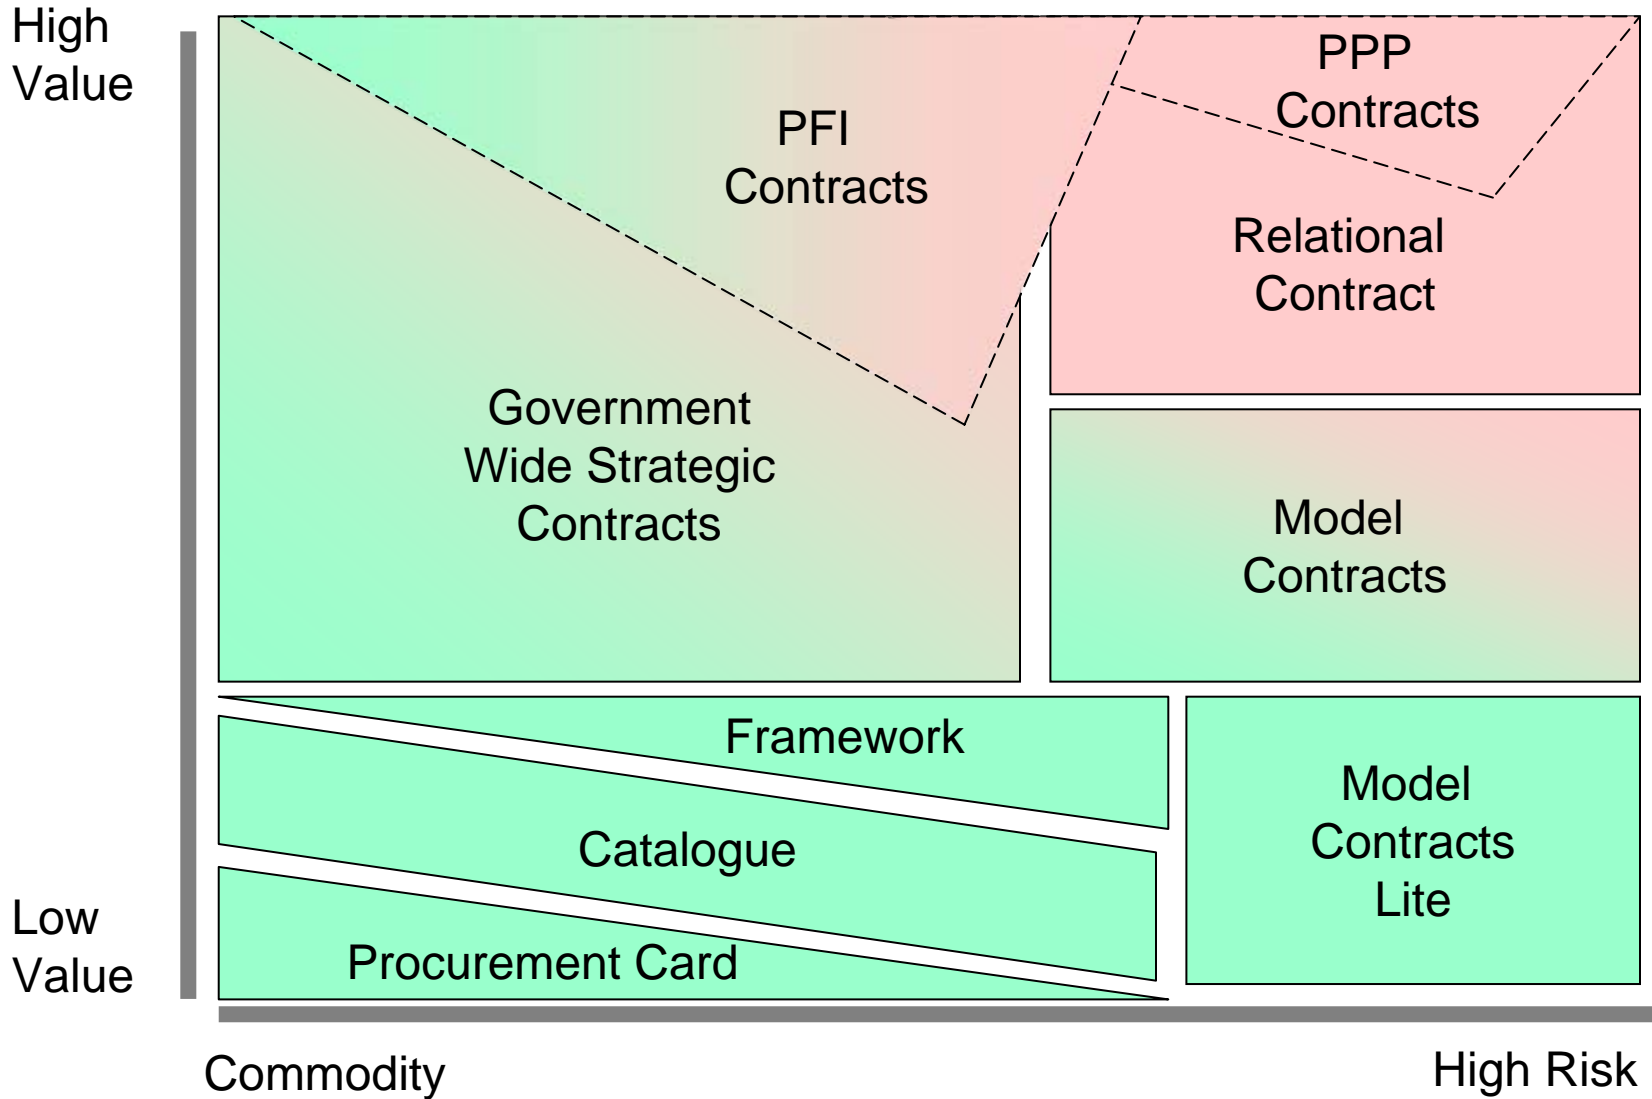 High
Value
PPP
Contracts
PFI
Contracts
Relational
Contract
Government
Wide Strategic
Contracts
Model
Contracts
Framework
Model
Contracts
Lite
Catalogue
Procurement Card
Low
Value
Commodity
High Risk